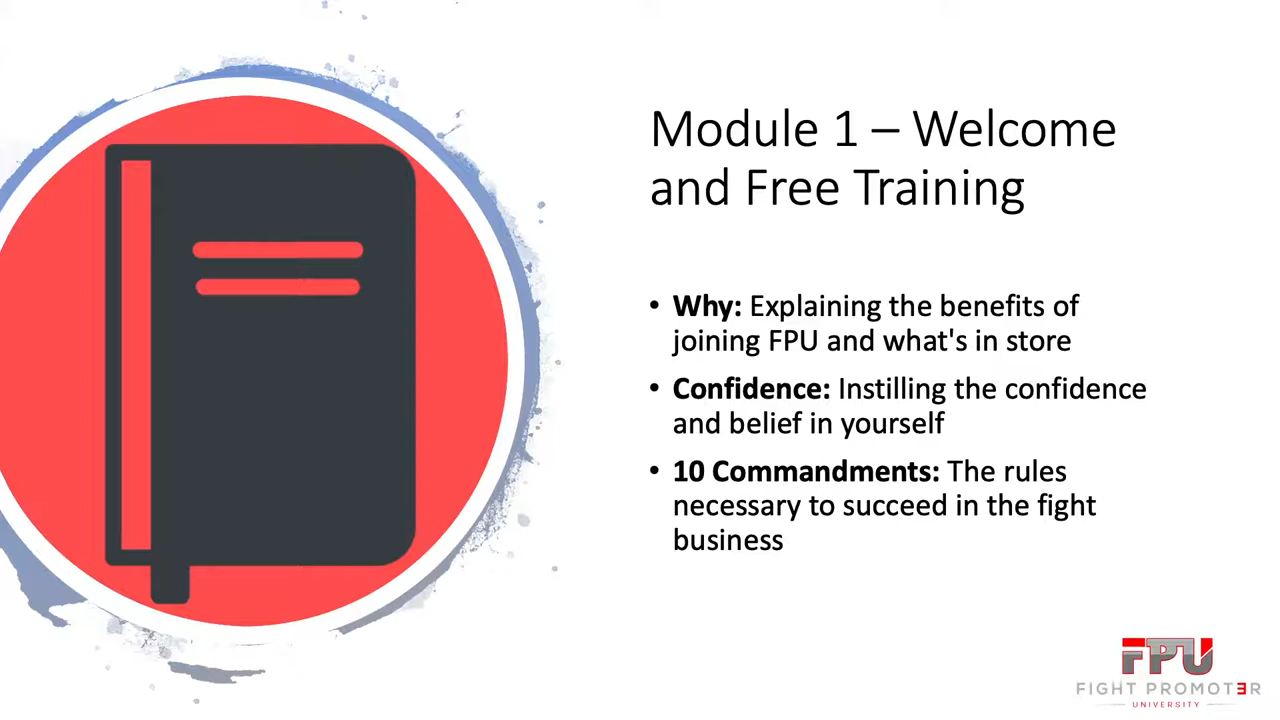 Module 1 – Welcome
and Free Training
• Why: Explaining the benefits of
joining FPU and what's in store
• Confidence: Instilling the confidence
and belief in yourself
• 10 Commandments: The rules
necessary to succeed in the fight
business
FPU
FIGHT PROMOT3R
UNIVERSITY